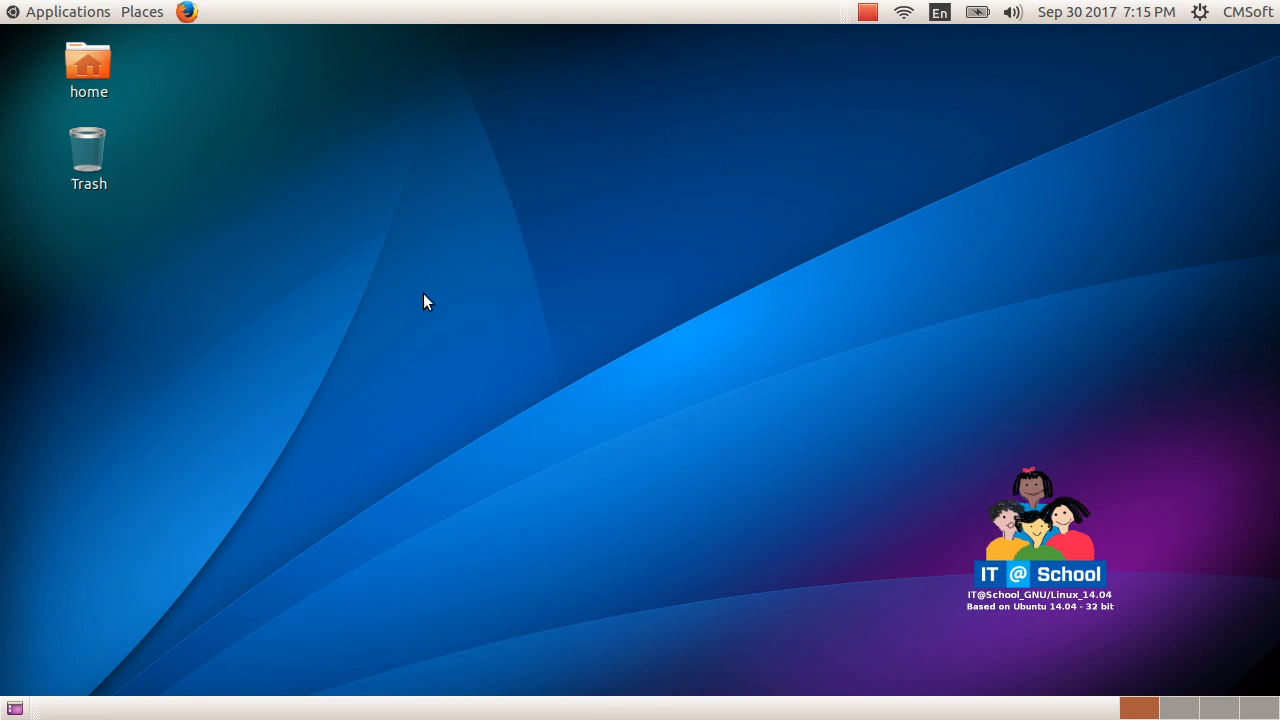 Applications Places
En Sep 30 2017 7:15 PM CMSoft
home
Trash
IT @ School
IT@School_GNU/Linux_14.04
Based on Ubuntu 14.04 - 32 bit